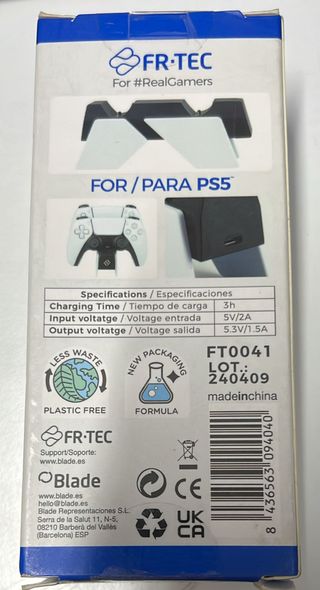 FR·TEC
For #RealGamers
FOR / PARA PS5™
Specifications / Especificaciones
Charging Time / Tiempo de carga 3h
Input voltatge / Voltage entrada 5V/2A
Output voltatge / Voltage salida 5.3V/1.5A
LESS WASTE
PLASTIC FREE
NEW PACKAGING
FORMULA
FT0041
LOT.:
240409
madeinchina
FR·TEC
Support/Soporte:
www.blade.es
Blade
www.blade.es
hello@blade.es
Blade Representaciones S.L.
Serra de la Salut 11, N-5,
08210 Barberà del Vallès
(Barcelona) ESP
CE
UK
CA
8 436563 094040